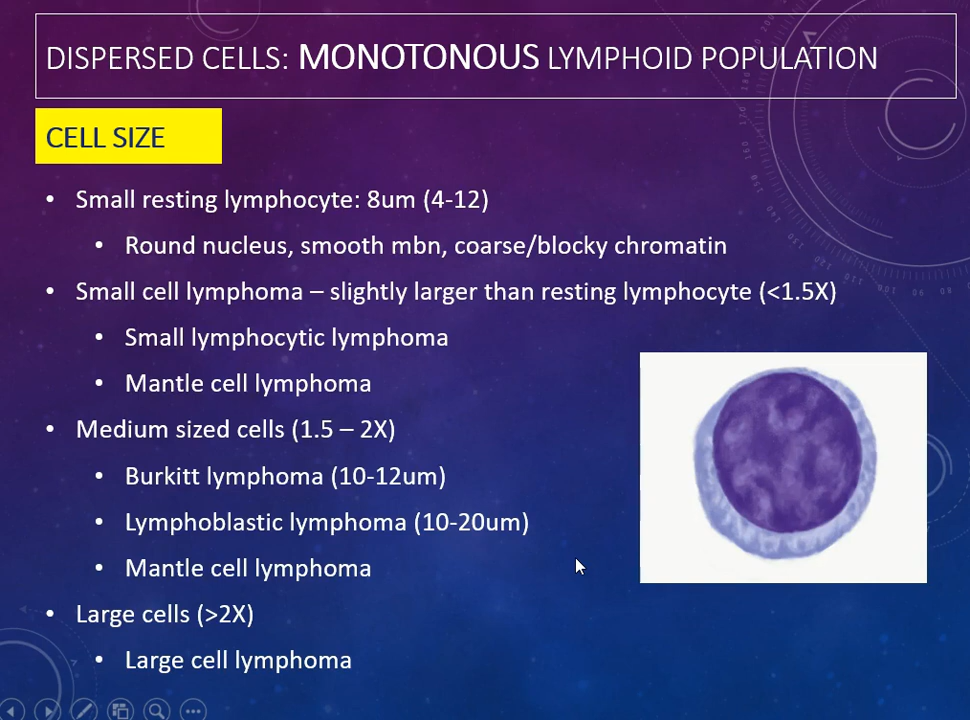 DISPERSED CELLS: MONOTONOUS LYMPHOID POPULATION
CELL SIZE
• Small resting lymphocyte: 8um (4-12)
• Round nucleus, smooth mbn, coarse/blocky chromatin
• Small cell lymphoma – slightly larger than resting lymphocyte (<1.5X)
• Small lymphocytic lymphoma
• Mantle cell lymphoma
• Medium sized cells (1.5 – 2X)
• Burkitt lymphoma (10-12um)
• Lymphoblastic lymphoma (10-20um)
• Mantle cell lymphoma
• Large cells (>2X)
• Large cell lymphoma